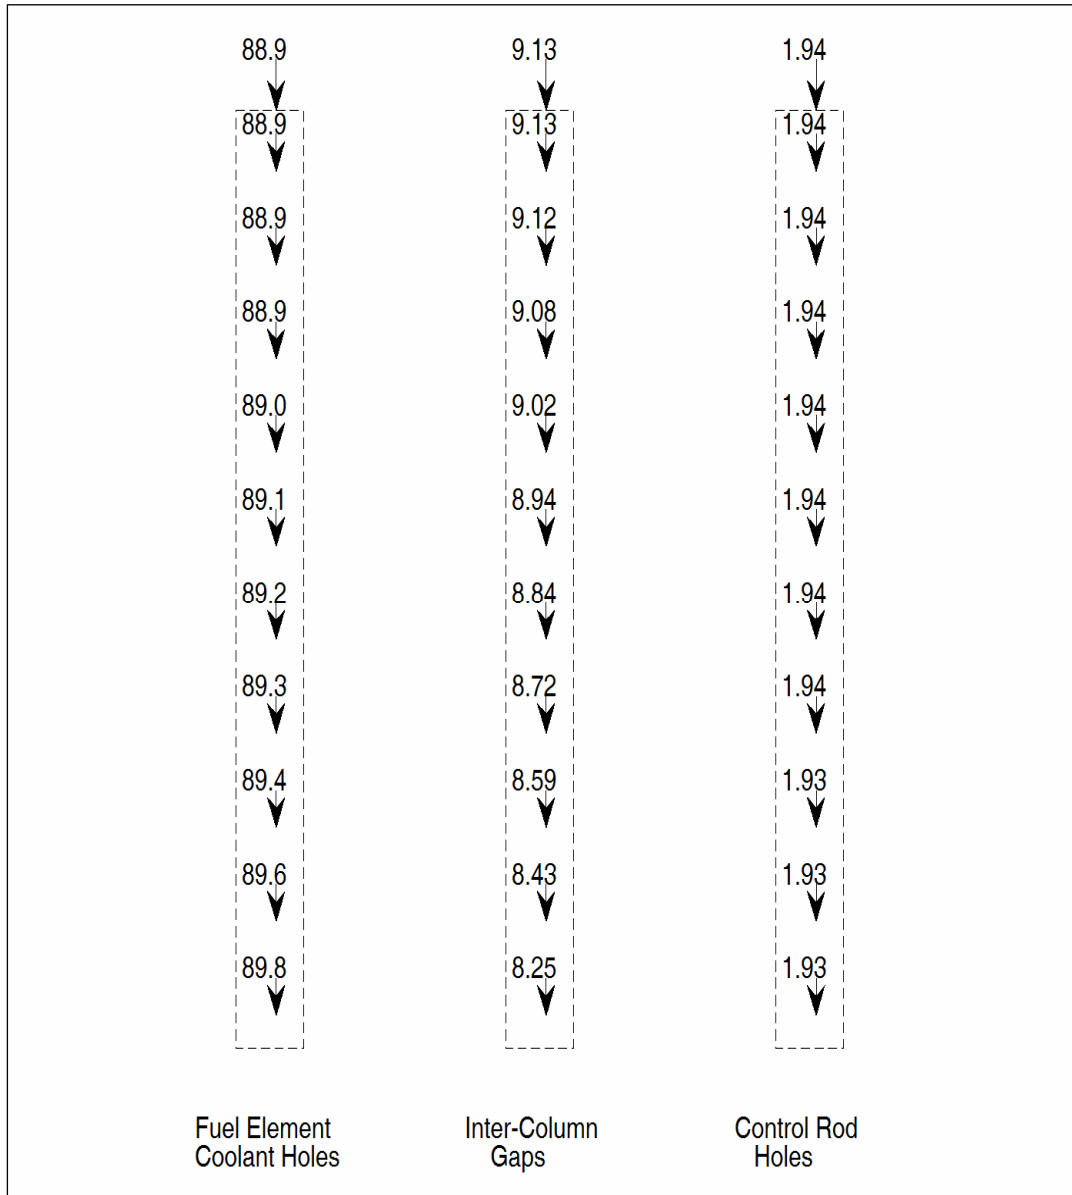 88.9 9.13 1.94
88.9 9.13 1.94
88.9 9.12 1.94
88.9 9.08 1.94
89.0 9.02 1.94
89.1 8.94 1.94
89.2 8.84 1.94
89.3 8.72 1.94
89.4 8.59 1.93
89.6 8.43 1.93
89.8 8.25 1.93
Fuel Element
Coolant Holes
Inter-Column
Gaps
Control Rod
Holes